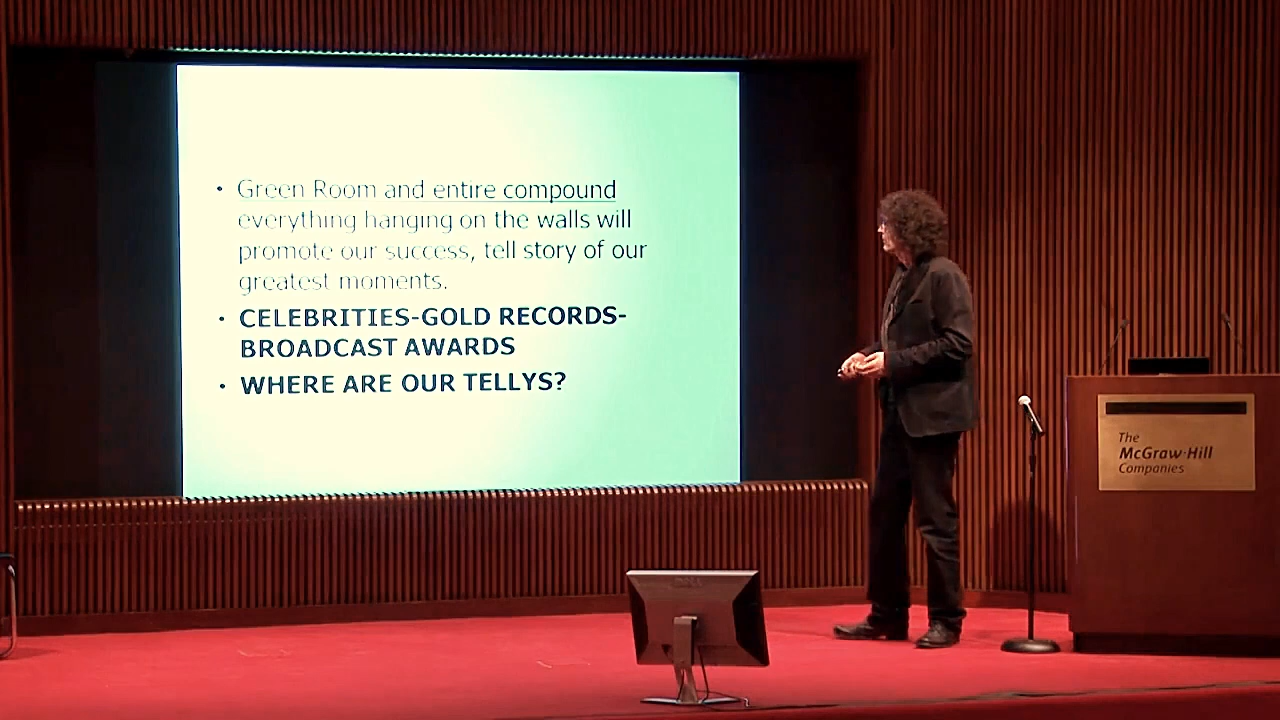 • Green Room and entire compound
everything hanging on the walls will
promote our success, tell story of our
greatest moments.
• CELEBRITIES-GOLD RECORDS-
BROADCAST AWARDS
• WHERE ARE OUR TELLYS?
The
McGraw·Hill
Companies